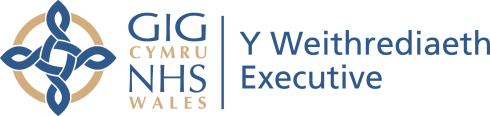 GIG
CYMRU
NHS
WALES
Y Weithrediaeth
Executive